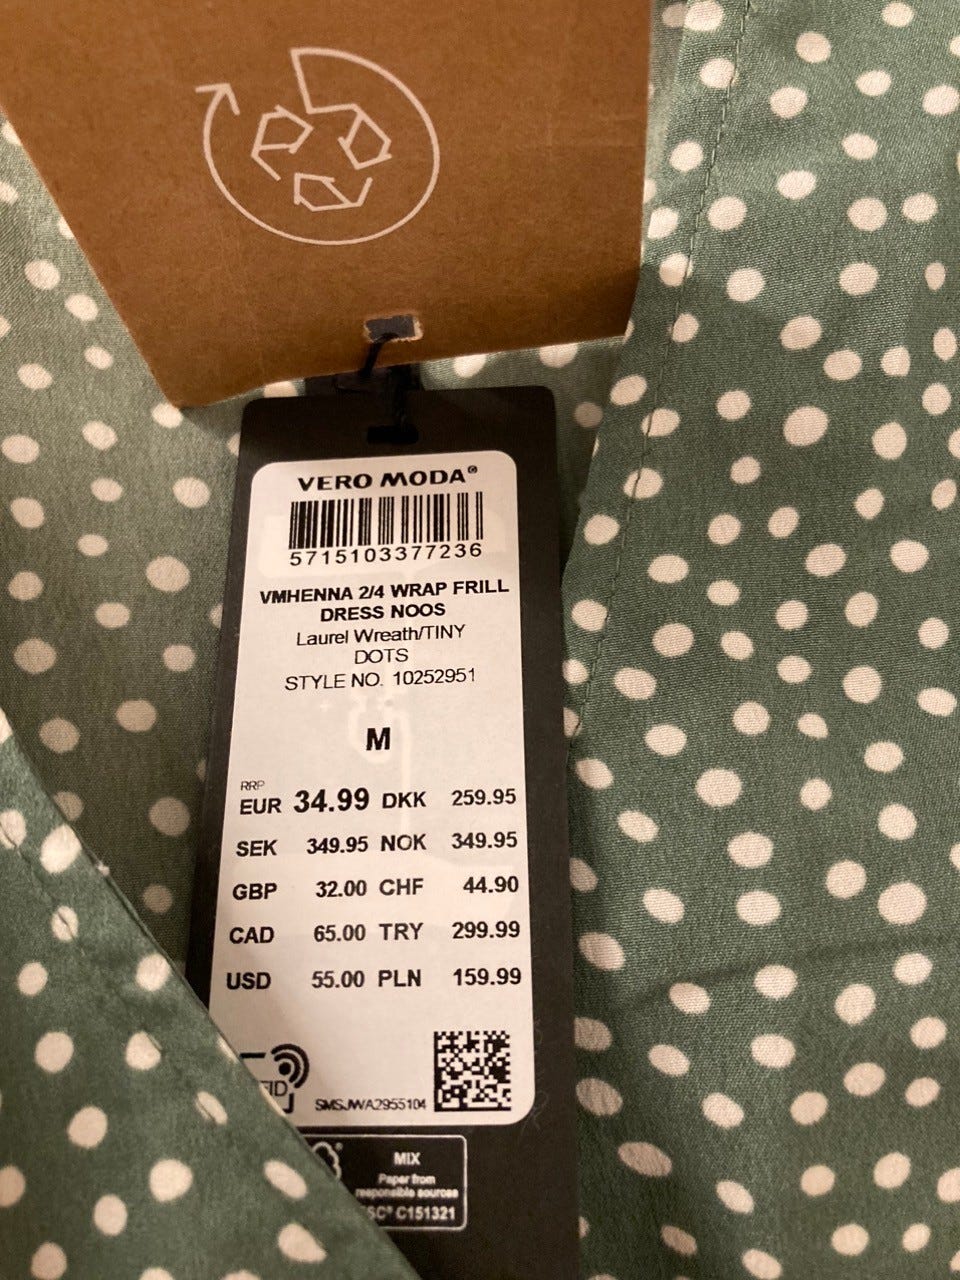 VERO MODA®
5715103377236
VMHENNA 2/4 WRAP FRILL
DRESS NOOS
Laurel Wreath/TINY
DOTS
STYLE NO. 10252951
M
RRP
EUR 34.99 DKK 259.95
SEK 349.95 NOK 349.95
GBP 32.00 CHF 44.90
CAD 65.00 TRY 299.99
USD 55.00 PLN 159.99
SMSJWA2955104
MIX
Paper from
responsible sources
C151321